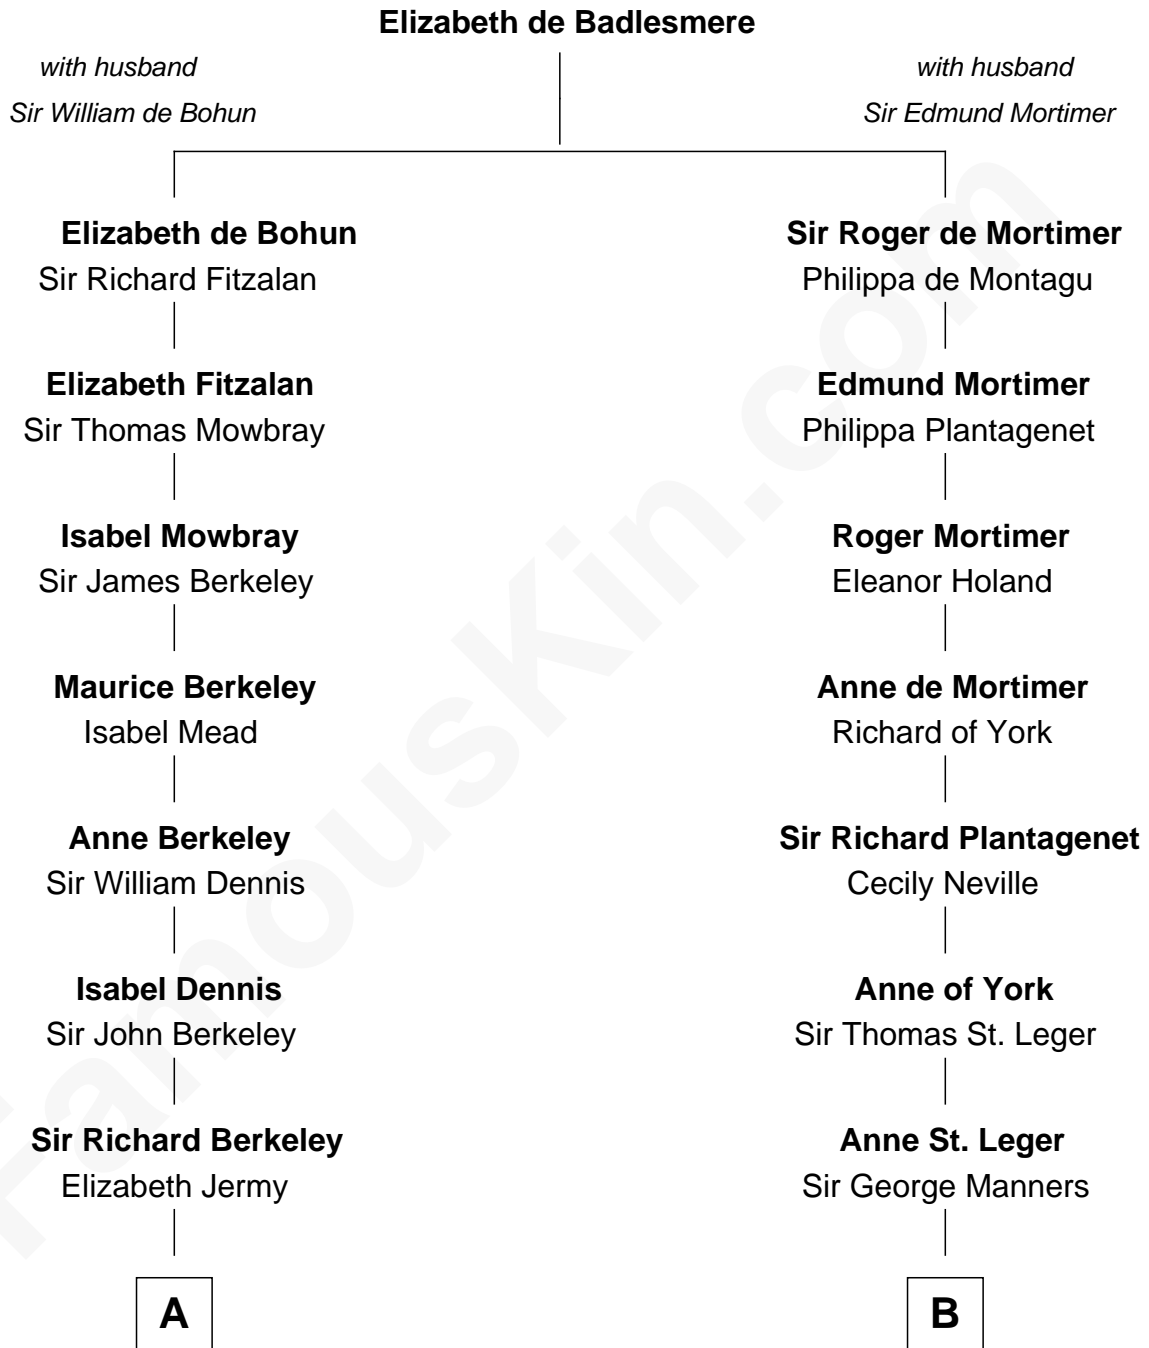 Elizabeth de Badlesmere
with husband
Sir William de Bohun
with husband
Sir Edmund Mortimer
Elizabeth de Bohun
Sir Richard Fitzalan
Elizabeth Fitzalan
Sir Thomas Mowbray
Isabel Mowbray
Sir James Berkeley
Maurice Berkeley
Isabel Mead
Anne Berkeley
Sir William Dennis
Isabel Dennis
Sir John Berkeley
Sir Richard Berkeley
Elizabeth Jermy
A
Sir Roger de Mortimer
Philippa de Montagu
Edmund Mortimer
Philippa Plantagenet
Roger Mortimer
Eleanor Holand
Anne de Mortimer
Richard of York
Sir Richard Plantagenet
Cecily Neville
Anne of York
Sir Thomas St. Leger
Anne St. Leger
Sir George Manners
B
FamousKin.com